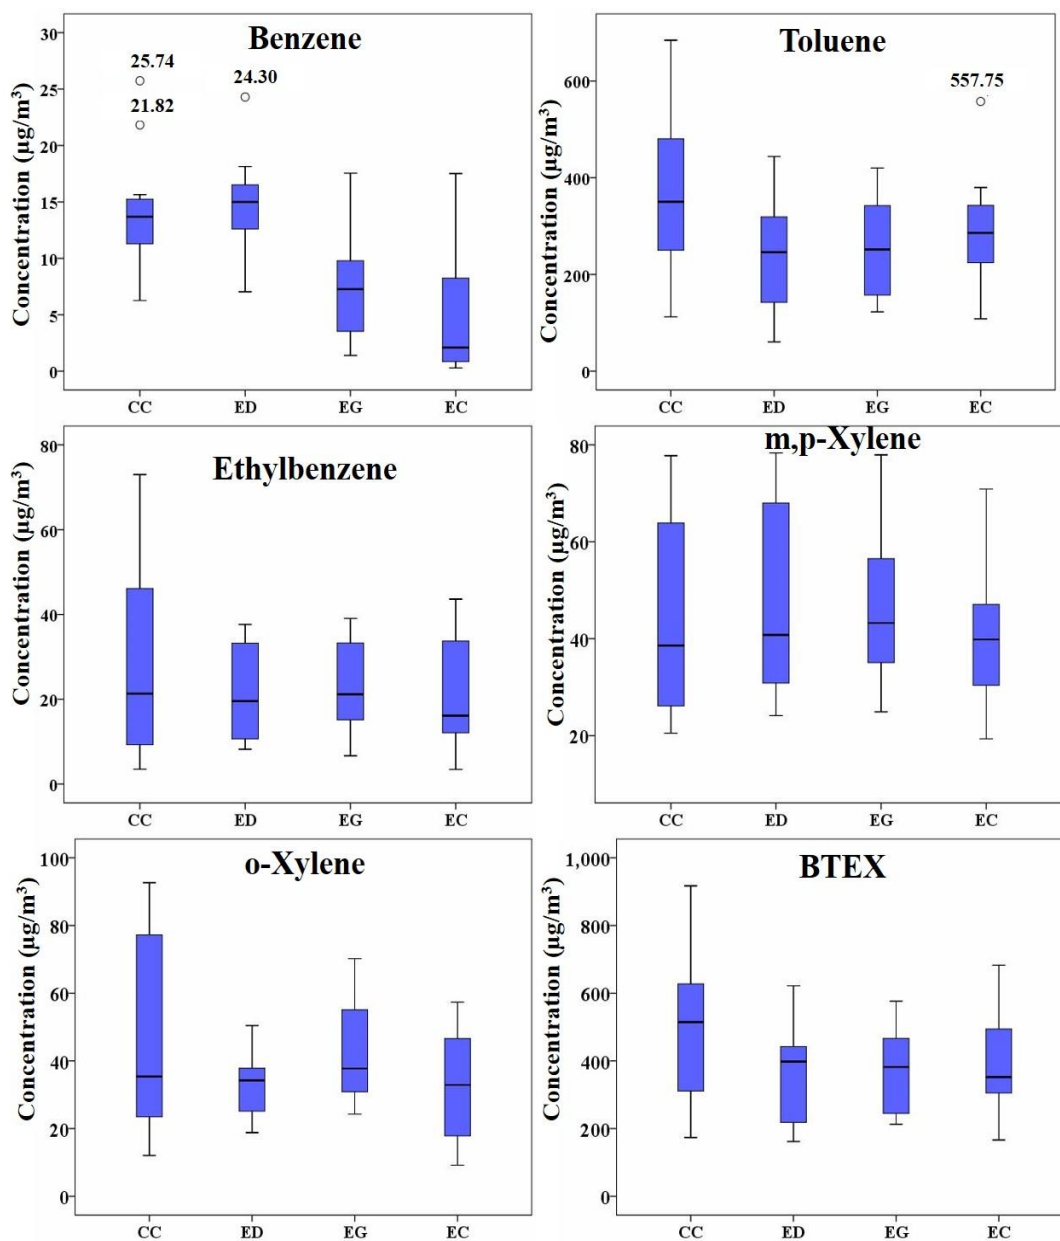 Benzene
Concentration (µg/m³)
30
25
20
15
10
5
0
25.74
21.82
24.30
CC ED EG EC
Toluene
Concentration (µg/m³)
600
400
200
0
557.75
CC ED EG EC
Ethylbenzene
Concentration (µg/m³)
80
60
40
20
0
CC ED EG EC
m,p-Xylene
Concentration (µg/m³)
80
60
40
20
CC ED EG EC
o-Xylene
Concentration (µg/m³)
100
80
60
40
20
0
CC ED EG EC
BTEX
Concentration (µg/m³)
1,000
800
600
400
200
0
CC ED EG EC